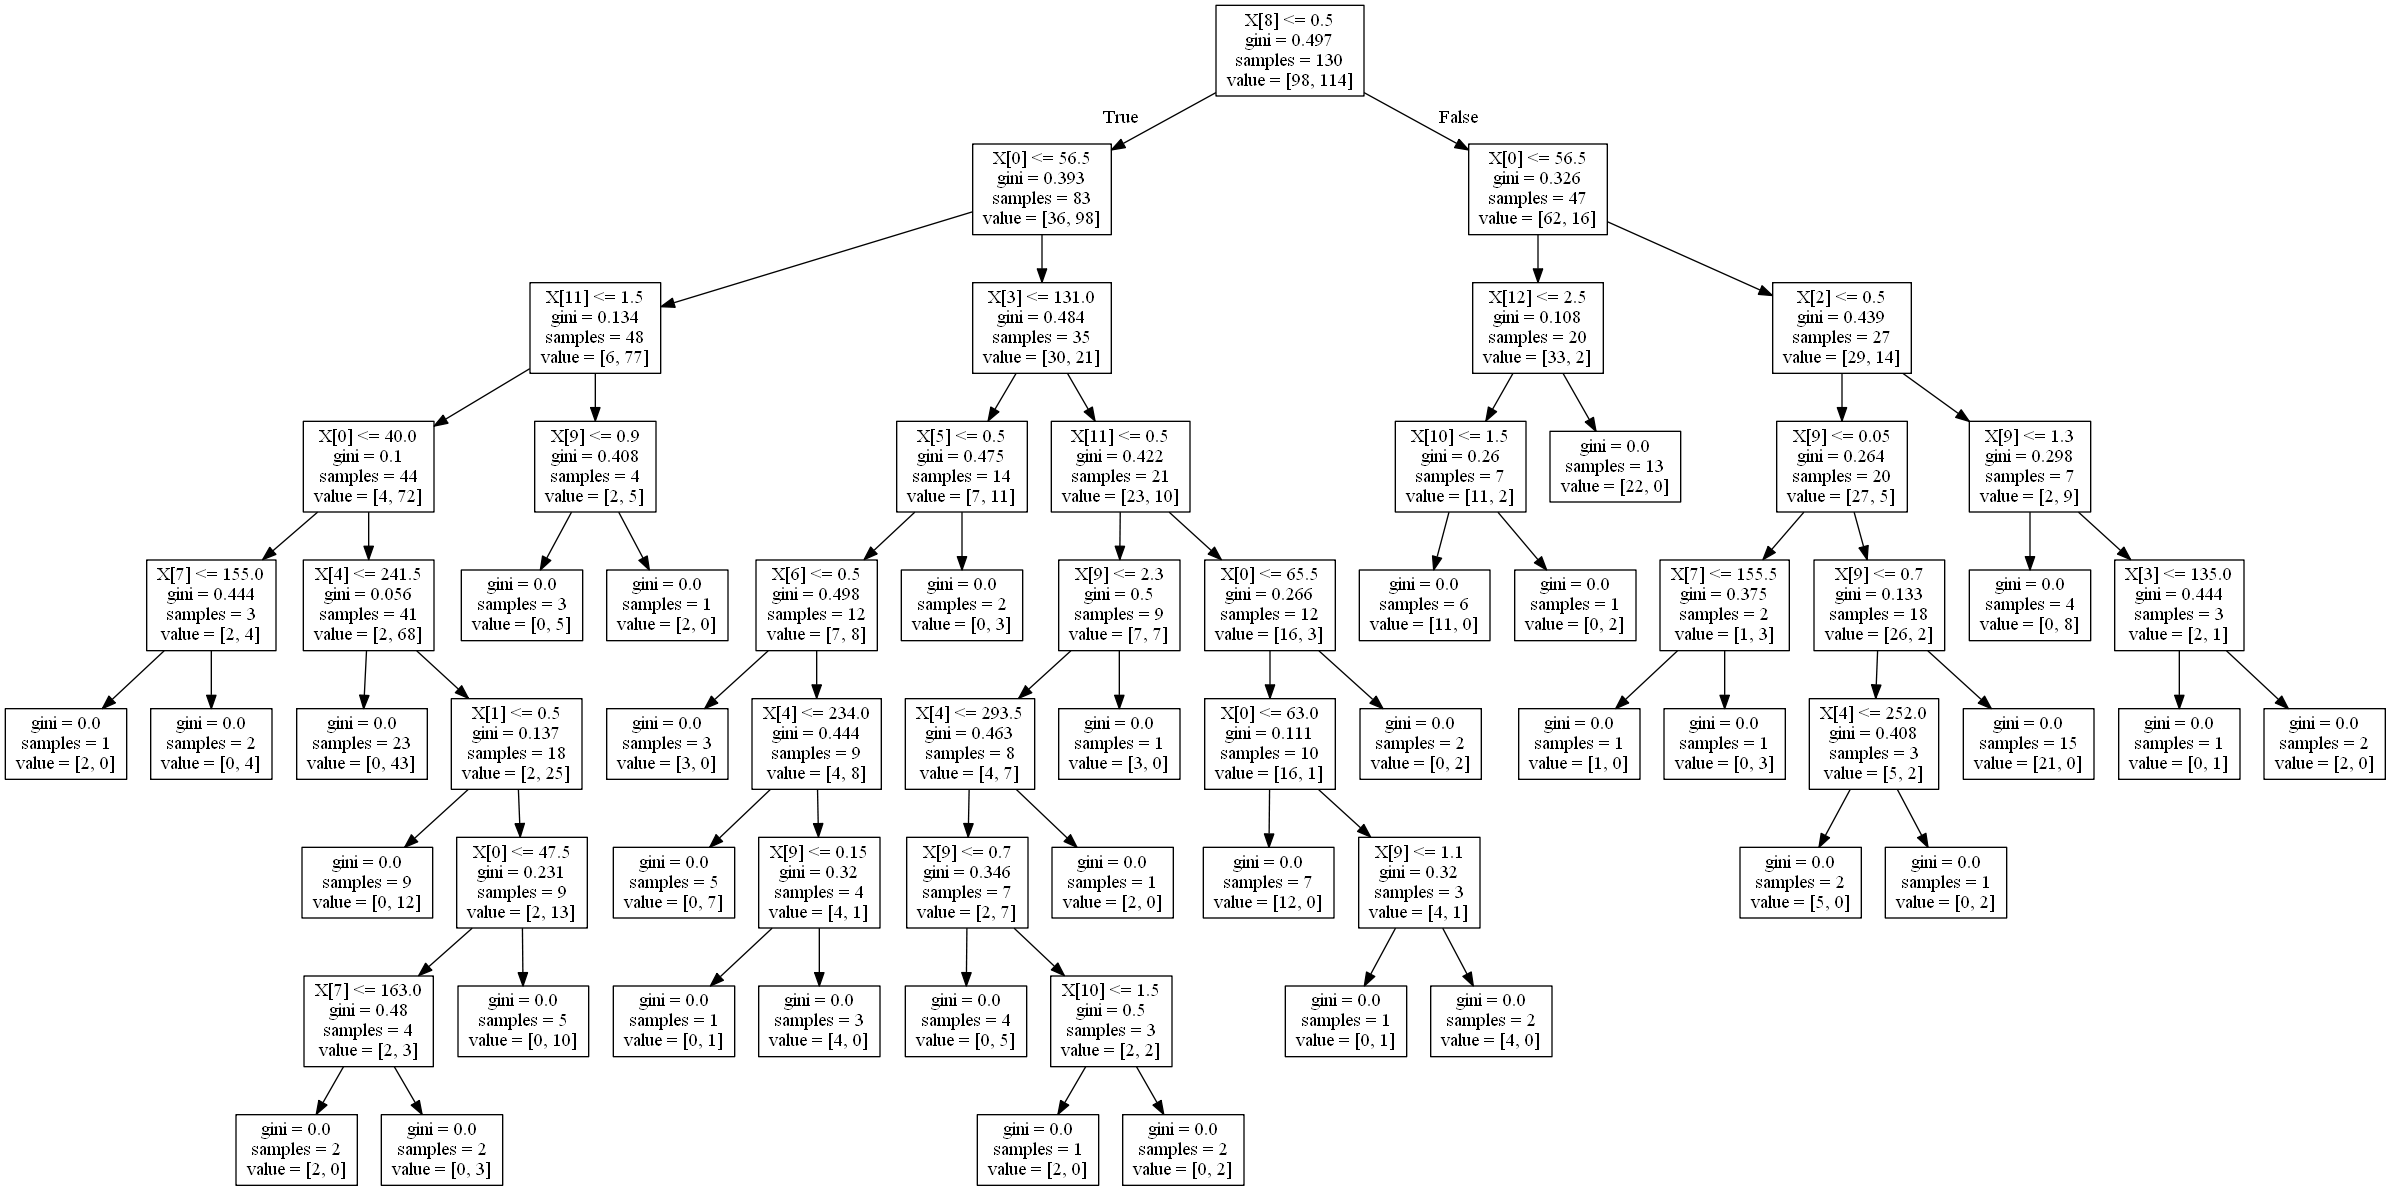 X[8] <= 0.5
gini = 0.497
samples = 130
value = [98, 114]
True
False
X[0] <= 56.5
gini = 0.393
samples = 83
value = [36, 98]
X[0] <= 56.5
gini = 0.326
samples = 47
value = [62, 16]
X[11] <= 1.5
gini = 0.134
samples = 48
value = [6, 77]
X[3] <= 131.0
gini = 0.484
samples = 35
value = [30, 21]
X[12] <= 2.5
gini = 0.108
samples = 20
value = [33, 2]
X[2] <= 0.5
gini = 0.439
samples = 27
value = [29, 14]
X[0] <= 40.0
gini = 0.1
samples = 44
value = [4, 72]
X[9] <= 0.9
gini = 0.408
samples = 4
value = [2, 5]
X[5] <= 0.5
gini = 0.475
samples = 14
value = [7, 11]
X[11] <= 0.5
gini = 0.422
samples = 21
value = [23, 10]
X[10] <= 1.5
gini = 0.26
samples = 7
value = [11, 2]
gini = 0.0
samples = 13
value = [22, 0]
X[9] <= 0.05
gini = 0.264
samples = 20
value = [27, 5]
X[9] <= 1.3
gini = 0.298
samples = 7
value = [2, 9]
X[7] <= 155.0
gini = 0.444
samples = 3
value = [2, 4]
X[4] <= 241.5
gini = 0.056
samples = 41
value = [2, 68]
gini = 0.0
samples = 3
value = [0, 5]
gini = 0.0
samples = 1
value = [2, 0]
X[6] <= 0.5
gini = 0.498
samples = 12
value = [7, 8]
gini = 0.0
samples = 2
value = [0, 3]
X[9] <= 2.3
gini = 0.5
samples = 9
value = [7, 7]
X[0] <= 65.5
gini = 0.266
samples = 12
value = [16, 3]
gini = 0.0
samples = 6
value = [11, 0]
gini = 0.0
samples = 1
value = [0, 2]
X[7] <= 155.5
gini = 0.375
samples = 2
value = [1, 3]
X[9] <= 0.7
gini = 0.133
samples = 18
value = [26, 2]
gini = 0.0
samples = 4
value = [0, 8]
X[3] <= 135.0
gini = 0.444
samples = 3
value = [2, 1]
gini = 0.0
samples = 1
value = [2, 0]
gini = 0.0
samples = 2
value = [0, 4]
gini = 0.0
samples = 23
value = [0, 43]
X[1] <= 0.5
gini = 0.137
samples = 18
value = [2, 25]
gini = 0.0
samples = 3
value = [3, 0]
X[4] <= 234.0
gini = 0.444
samples = 9
value = [4, 8]
X[4] <= 293.5
gini = 0.463
samples = 8
value = [4, 7]
gini = 0.0
samples = 1
value = [3, 0]
X[0] <= 63.0
gini = 0.111
samples = 10
value = [16, 1]
gini = 0.0
samples = 2
value = [0, 2]
gini = 0.0
samples = 1
value = [1, 0]
gini = 0.0
samples = 1
value = [0, 3]
X[4] <= 252.0
gini = 0.408
samples = 3
value = [5, 2]
gini = 0.0
samples = 15
value = [21, 0]
gini = 0.0
samples = 1
value = [0, 1]
gini = 0.0
samples = 2
value = [2, 0]
gini = 0.0
samples = 9
value = [0, 12]
X[0] <= 47.5
gini = 0.231
samples = 9
value = [2, 13]
gini = 0.0
samples = 5
value = [0, 7]
X[9] <= 0.15
gini = 0.32
samples = 4
value = [4, 1]
X[9] <= 0.7
gini = 0.346
samples = 7
value = [2, 7]
gini = 0.0
samples = 1
value = [2, 0]
gini = 0.0
samples = 7
value = [12, 0]
X[9] <= 1.1
gini = 0.32
samples = 3
value = [4, 1]
gini = 0.0
samples = 2
value = [5, 0]
gini = 0.0
samples = 1
value = [0, 2]
X[7] <= 163.0
gini = 0.48
samples = 4
value = [2, 3]
gini = 0.0
samples = 5
value = [0, 10]
gini = 0.0
samples = 1
value = [0, 1]
gini = 0.0
samples = 3
value = [4, 0]
gini = 0.0
samples = 4
value = [0, 5]
X[10] <= 1.5
gini = 0.5
samples = 3
value = [2, 2]
gini = 0.0
samples = 1
value = [0, 1]
gini = 0.0
samples = 2
value = [4, 0]
gini = 0.0
samples = 2
value = [2, 0]
gini = 0.0
samples = 2
value = [0, 3]
gini = 0.0
samples = 1
value = [2, 0]
gini = 0.0
samples = 2
value = [0, 2]